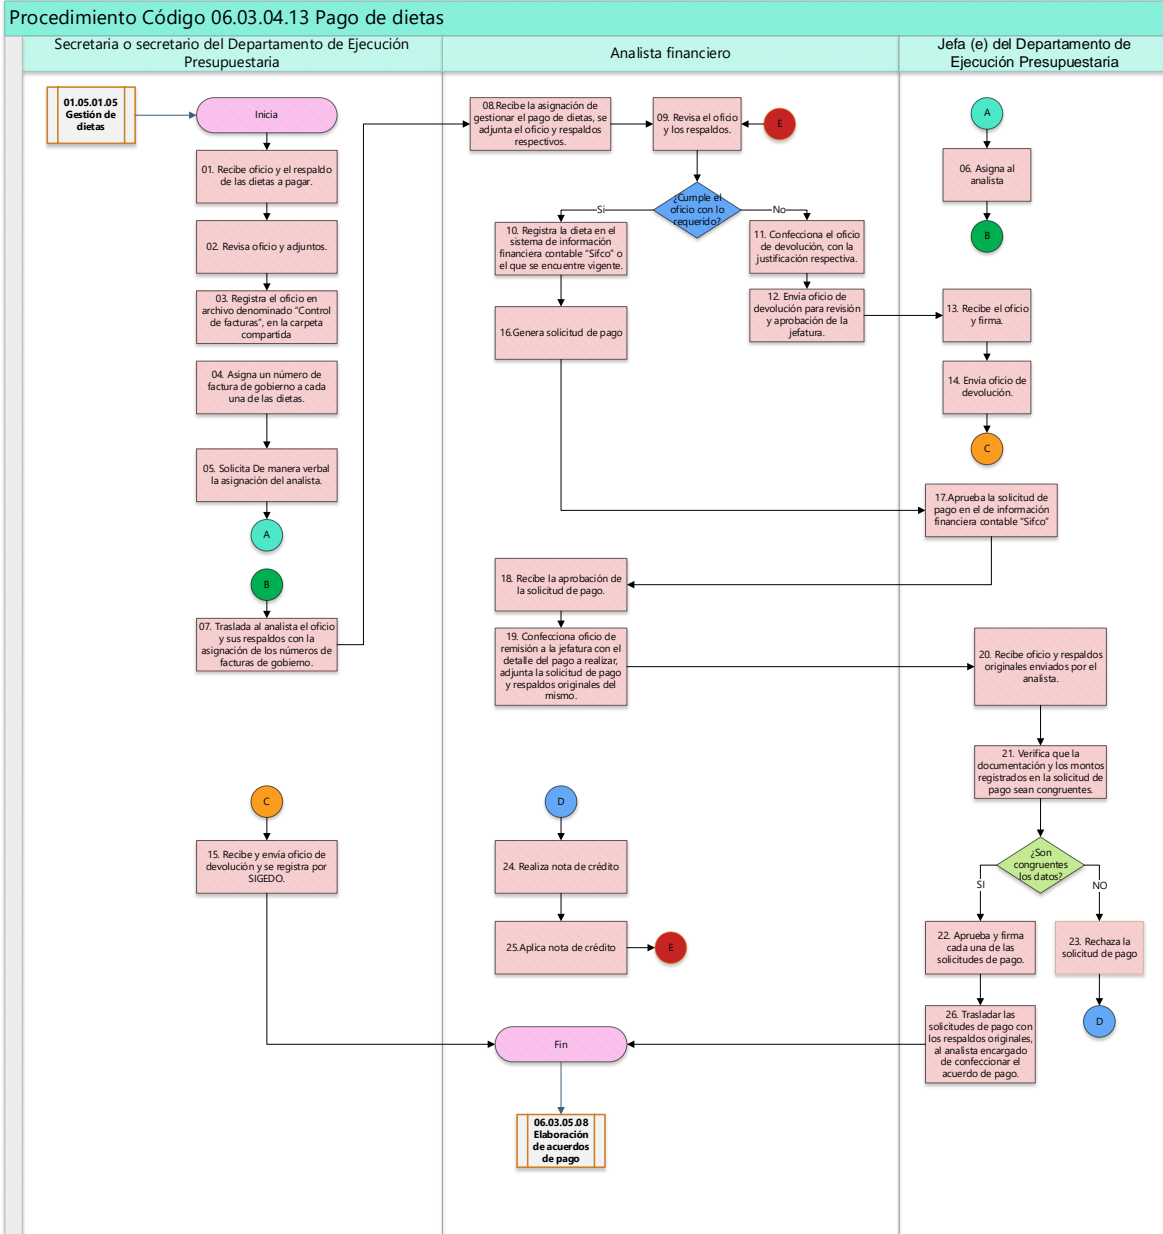 Procedimiento Código 06.03.04.13 Pago de dietas
Secretaria o secretario del Departamento de Ejecución
Presupuestaria
Analista financiero
Jefa (e) del Departamento de
Ejecución Presupuestaria
01.05.01.05
Gestión de
dietas
Inicia
01. Recibe oficio y el respaldo
de las dietas a pagar.
02. Revisa oficio y adjuntos.
03. Registra el oficio en
archivo denominado "Control
de facturas", en la carpeta
compartida
04. Asigna un número de
factura de gobierno a cada
una de las dietas.
05. Solicita De manera verbal
la asignación del analista.
A
B
07. Traslada al analista el oficio
y sus respaldos con la
asignación de los números de
facturas de gobierno.
C
15. Recibe y envía oficio de
devolución y se registra por
SIGEDO.
08.Recibe la asignación de
gestionar el pago de dietas, se
adjunta el oficio y respaldos
respectivos.
09. Revisa el oficio
y los respaldos.
E
¿Cumple el
oficio con lo
requerido?
Si
No
10. Registra la dieta en el
sistema de información
financiera contable "Sifco" o
el que se encuentre vigente.
11. Confecciona el oficio
de devolución, con la
justificación respectiva.
12. Envía oficio de
devolución para revisión
y aprobación de la
jefatura.
16.Genera solicitud de pago
18. Recibe la aprobación de
la solicitud de pago.
19. Confecciona oficio de
remisión a la jefatura con el
detalle del pago a realizar,
adjunta la solicitud de pago
y respaldos originales del
mismo.
D
24. Realiza nota de crédito
25.Aplica nota de crédito
E
Fin
06.03.05.08
Elaboración
de acuerdos
de pago
A
06. Asigna al
analista
B
13. Recibe el oficio
y firma.
14. Envía oficio de
devolución.
C
17.Aprueba la solicitud de
pago en el de información
financiera contable "Sifco"
20. Recibe oficio y respaldos
originales enviados por el
analista.
21. Verifica que la
documentación y los montos
registrados en la solicitud de
pago sean congruentes.
¿Son
congruentes
los datos?
SI
NO
22. Aprueba y firma
cada una de las
solicitudes de pago.
23. Rechaza la
solicitud de pago
D
26. Trasladar las
solicitudes de pago con
los respaldos originales,
al analista encargado
de confeccionar el
acuerdo de pago.